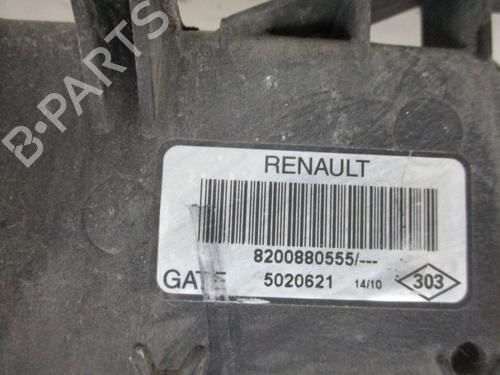 B-PARTS
RENAULT
8200880555/---
GATE 5020621 14/10 303